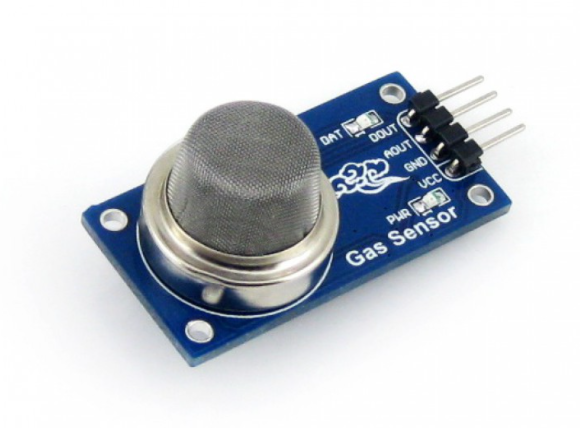 DAT
DOUT
AOUT
GND
VCC
PWR
Gas Sensor